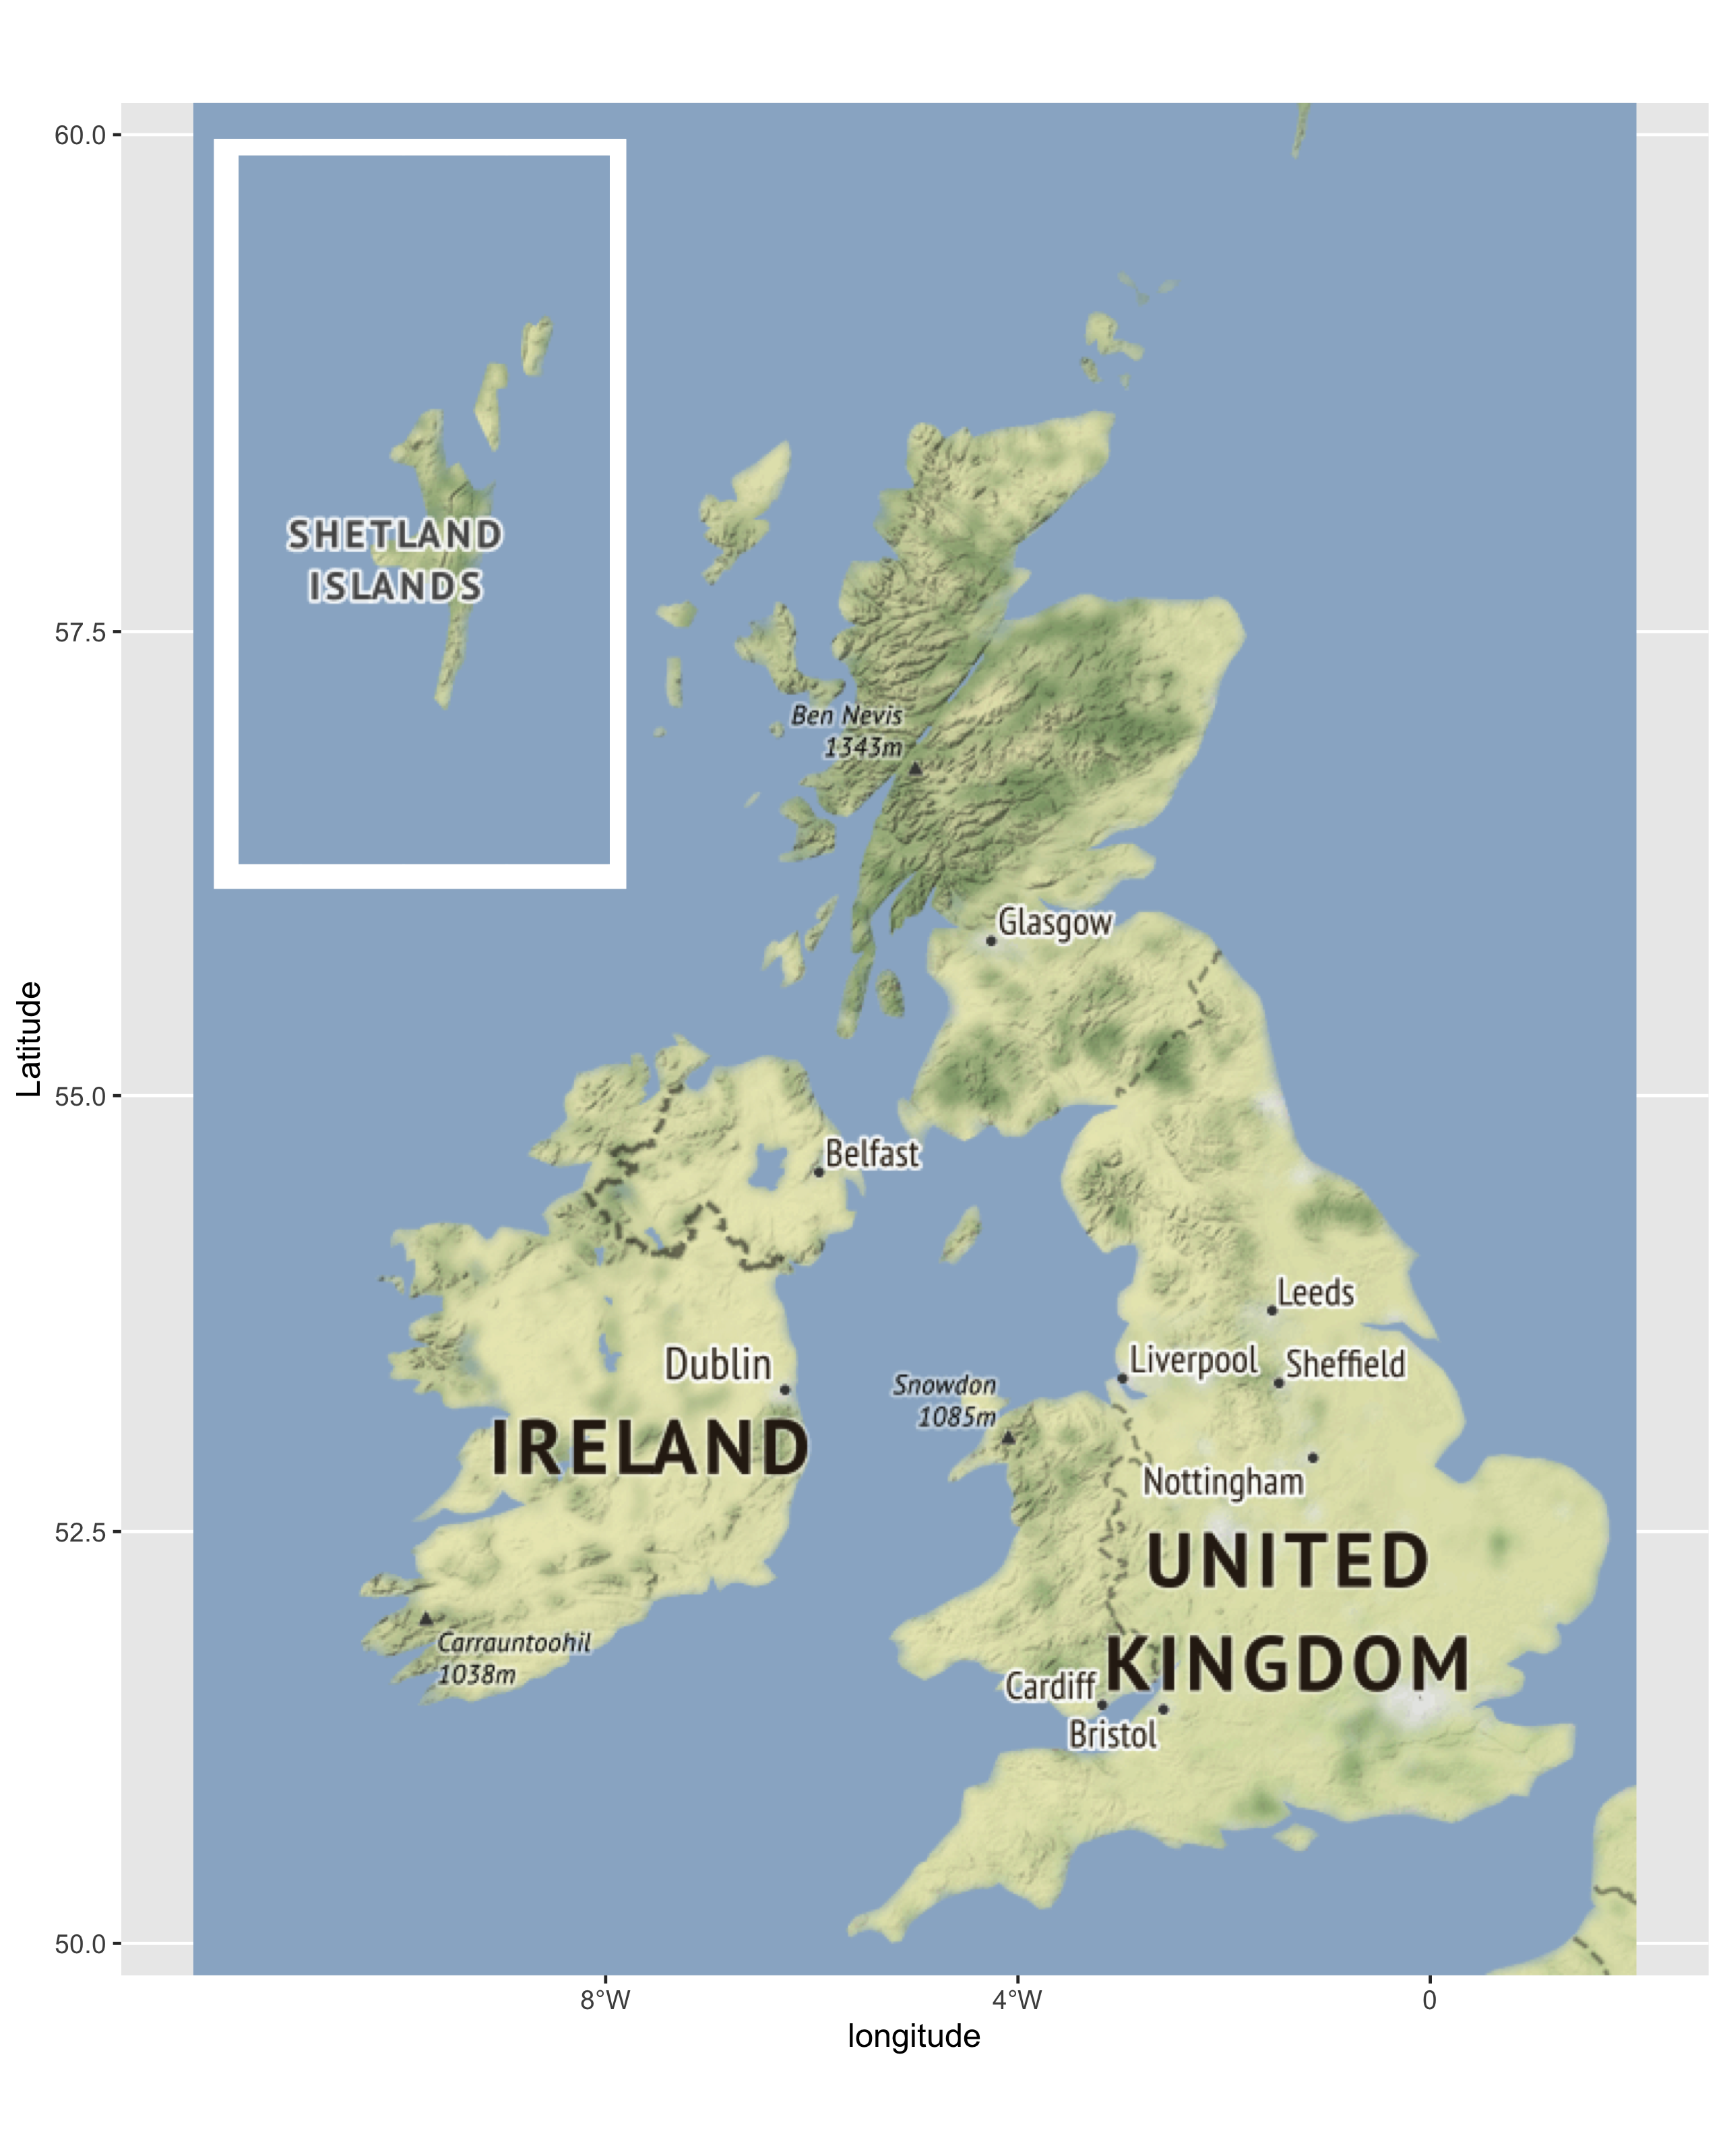 60.0
SHETLAND
ISLANDS
57.5
Ben Nevis
1343m
Glasgow
Latitude
55.0
Belfast
Leeds
Liverpool
Sheffield
Dublin
Snowdon
1085m
IRELAND
Nottingham
52.5
UNITED
KINGDOM
Carrauntoohil
1038m
Cardiff
Bristol
50.0
8°W
4°W
0
longitude